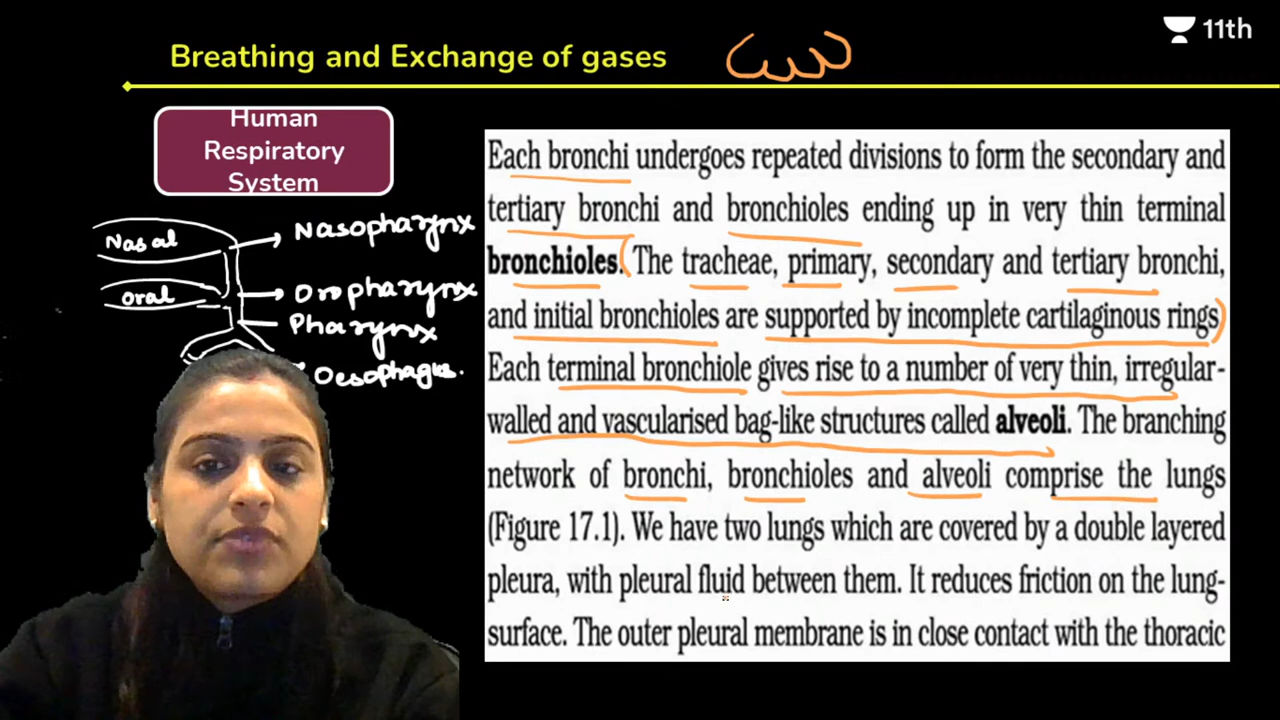 Breathing and Exchange of gases
11th
Human
Respiratory
System
Nasal
Nasopharynx
oral
Oropharynx
Pharynx
Oesophagus.
Each bronchi undergoes repeated divisions to form the secondary and
tertiary bronchi and bronchioles ending up in very thin terminal
bronchioles. The tracheae, primary, secondary and tertiary bronchi,
and initial bronchioles are supported by incomplete cartilaginous rings
Each terminal bronchiole gives rise to a number of very thin, irregular-
walled and vascularised bag-like structures called alveoli. The branching
network of bronchi, bronchioles and alveoli comprise the lungs
(Figure 17.1). We have two lungs which are covered by a double layered
pleura, with pleural fluid between them. It reduces friction on the lung-
surface. The outer pleural membrane is in close contact with the thoracic